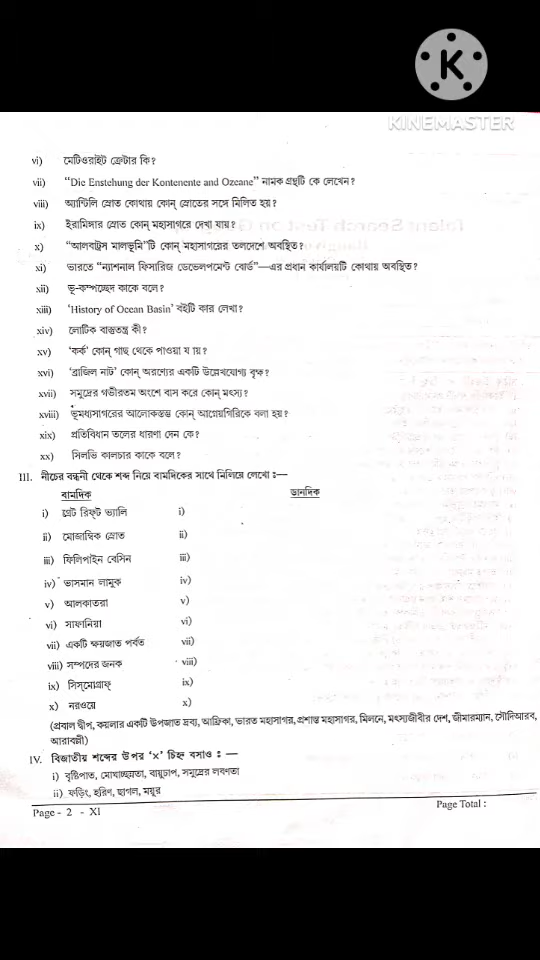 K
KINEMASTER
vi) মেটিওরাইট ক্রেটার কি?
vii) "Die Enstehung der Kontenente and Ozeane" নামক গ্রন্থটি কে লেখেন?
viii) অ্যান্টিলি স্রোত কোথায় কোন্ স্রোতের সঙ্গে মিলিত হয়?
ix) ইরামিঙ্গার স্রোত কোন্ মহাসাগরে দেখা যায়?
x) "আলবাট্রস মালভূমি"টি কোন্ মহাসাগরের তলদেশে অবস্থিত?
xi) ভারতে "ন্যাশনাল ফিসারিজ ডেভেলপমেন্ট বোর্ড"—এর প্রধান কার্যালয়টি কোথায় অবস্থিত?
xii) ভূ-কম্পচ্ছেদ কাকে বলে?
xiii) 'History of Ocean Basin' বইটি কার লেখা?
xiv) লোটিক বাস্তুতন্ত্র কী?
xv) 'কর্ক' কোন্ গাছ থেকে পাওয়া যায়?
xvi) 'ব্রাজিল নাট' কোন্ অরণ্যের একটি উল্লেখযোগ্য বৃক্ষ?
xvii) সমুদ্রের গভীরতম অংশে বাস করে কোন্ মৎস্য?
xviii) ভূমধ্যসাগরের আলোকস্তম্ভ কোন্ আগ্নেয়গিরিকে বলা হয়?
xix) প্রতিবিধান তলের ধারণা দেন কে?
xx) সিলভি কালচার কাকে বলে?
III. নীচের বন্ধনী থেকে শব্দ নিয়ে বামদিকের সাথে মিলিয়ে লেখো :—
বামদিক ডানদিক
i) গ্রেট রিফ্ট ভ্যালি i)
ii) মোজাম্বিক স্রোত ii)
iii) ফিলিপাইন বেসিন iii)
iv) ভাসমান লামুক iv)
v) আলকাতরা v)
vi) সাফানিয়া vi)
vii) একটি ক্ষয়জাত পর্বত vii)
viii) সম্পদের জনক viii)
ix) সিস্‌মোগ্রাফ্ ix)
x) নরওয়ে x)
(প্রবাল দ্বীপ, কয়লার একটি উপজাত দ্রব্য, আফ্রিকা, ভারত মহাসাগর, প্রশান্ত মহাসাগর, মিলনে, মৎস্যজীবীর দেশ, জীমারম্যান, সৌদিআরব,
আরাবল্লী)
IV. বিজাতীয় শব্দের উপর 'x' চিহ্ন বসাও : —
i) বৃষ্টিপাত, মেঘাচ্ছন্নতা, বায়ুচাপ, সমুদ্রের লবণতা
ii) ফড়িং, হরিণ, ছাগল, ময়ূর
Page - 2 - XI Page Total :